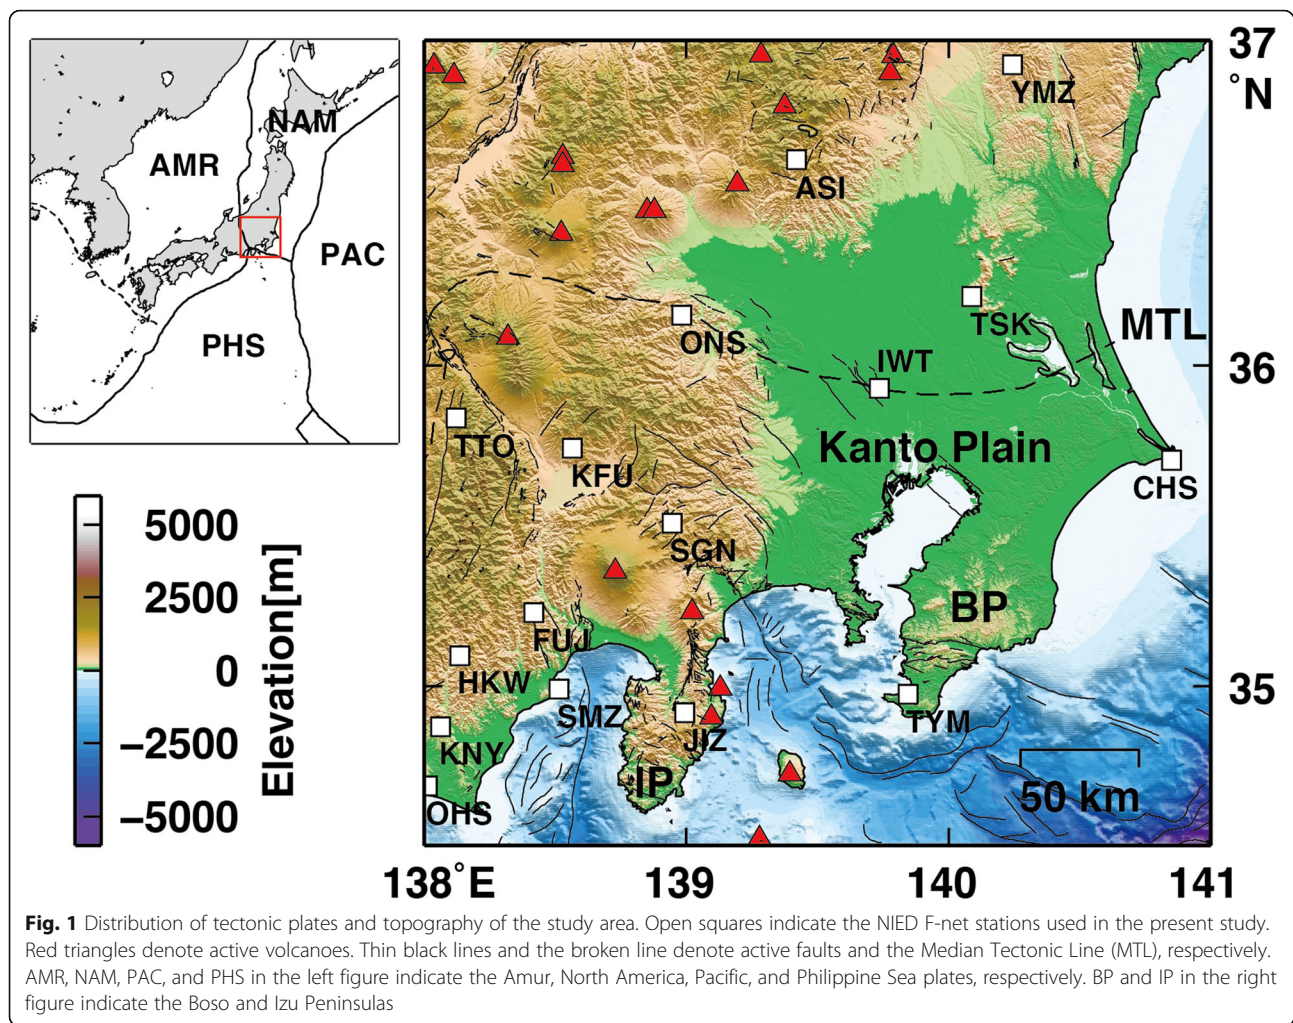 NAM
AMR
PAC
PHS
5000
2500
0
−2500
−5000
Elevation[m]
37
°N
YMZ
ASI
TSK
MTL
ONS
IWT
36
TTO
KFU
Kanto Plain
CHS
SGN
BP
FUJ
HKW
35
SMZ
JIZ
TYM
KNY
IP
50 km
OHS
138°E
139
140
141
Fig. 1 Distribution of tectonic plates and topography of the study area. Open squares indicate the NIED F-net stations used in the present study.
Red triangles denote active volcanoes. Thin black lines and the broken line denote active faults and the Median Tectonic Line (MTL), respectively.
AMR, NAM, PAC, and PHS in the left figure indicate the Amur, North America, Pacific, and Philippine Sea plates, respectively. BP and IP in the right
figure indicate the Boso and Izu Peninsulas